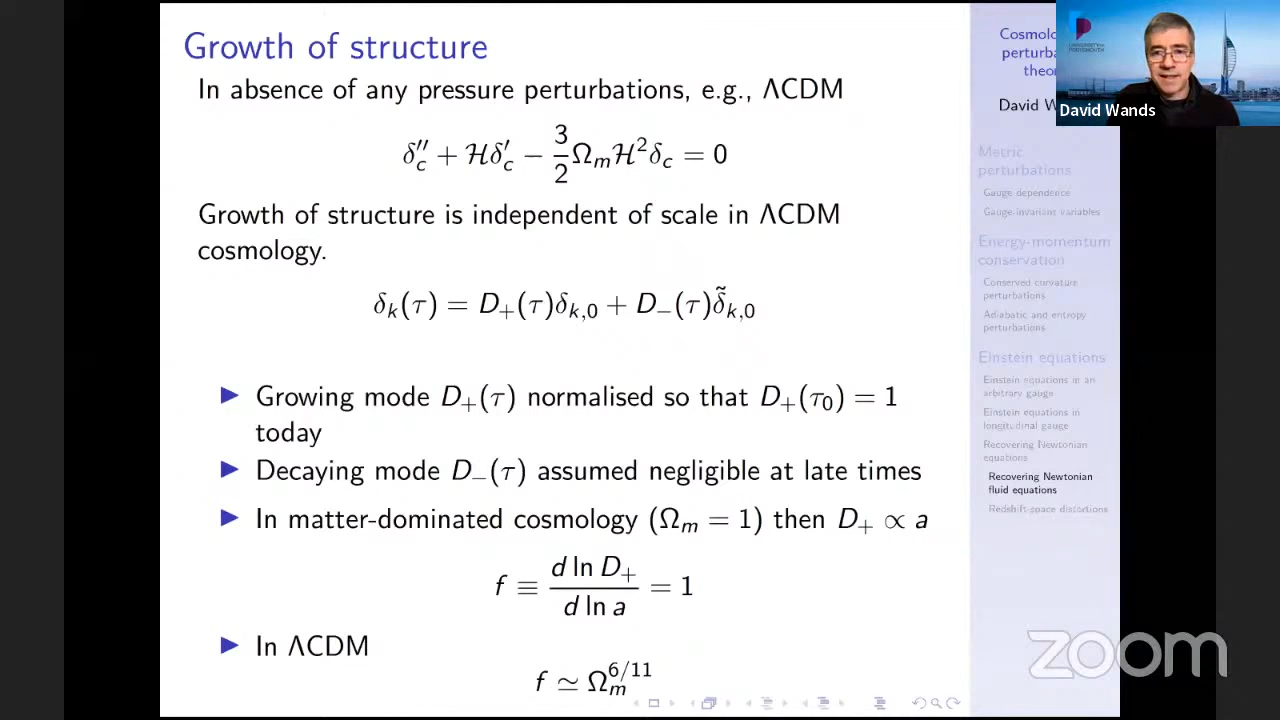 Growth of structure
In absence of any pressure perturbations, e.g., ΛCDM
δ_c'' + ℋδ_c' − 3/2 Ω_m ℋ² δ_c = 0
Growth of structure is independent of scale in ΛCDM
cosmology.
δ_k(τ) = D_+(τ)δ_{k,0} + D_−(τ)δ̃_{k,0}
▶ Growing mode D_+(τ) normalised so that D_+(τ_0) = 1
today
▶ Decaying mode D_−(τ) assumed negligible at late times
▶ In matter-dominated cosmology (Ω_m = 1) then D_+ ∝ a
f ≡ d ln D_+ / d ln a = 1
▶ In ΛCDM
f ≃ Ω_m^{6/11}
David W
Metric
perturbations
Gauge dependence
Gauge-invariant variables
Energy-momentum
conservation
Conserved curvature
perturbations
Adiabatic and entropy
perturbations
Einstein equations
Einstein equations in an
arbitrary gauge
Einstein equations in
longitudinal gauge
Recovering Newtonian
equations
Recovering Newtonian
fluid equations
Redshift-space distortions
David Wands
zoom